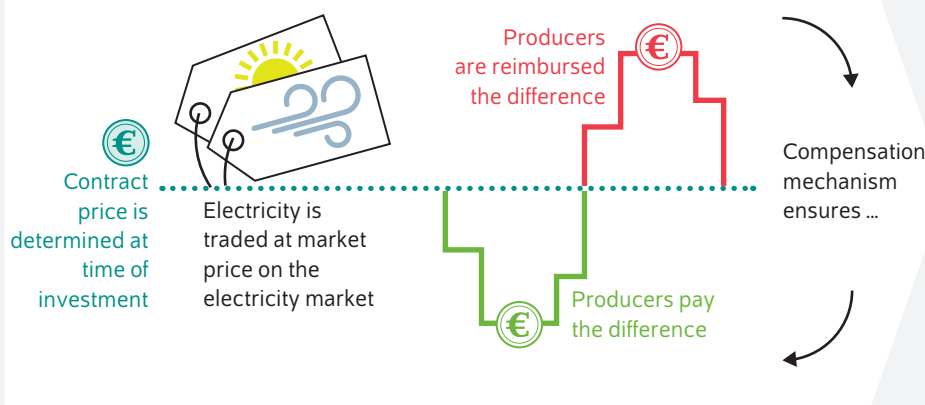 Producers
are reimbursed
the difference
€
€
Contract
price is
determined at
time of
investment
Electricity is
traded at market
price on the
electricity market
€
Producers pay
the difference
Compensation
mechanism
ensures ...